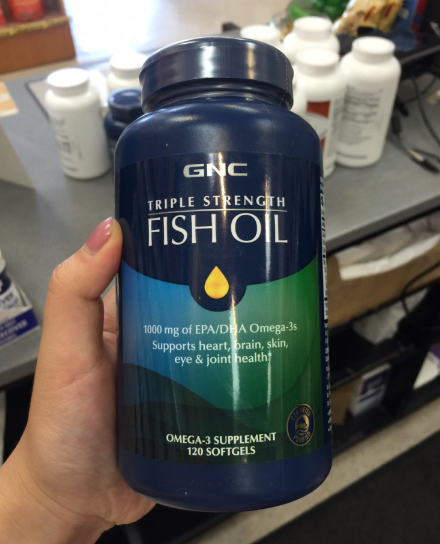 GNC
TRIPLE STRENGTH
FISH OIL
1000 mg of EPA/DHA Omega-3s
Supports heart, brain, skin,
eye & joint health†
OMEGA-3 SUPPLEMENT
120 SOFTGELS